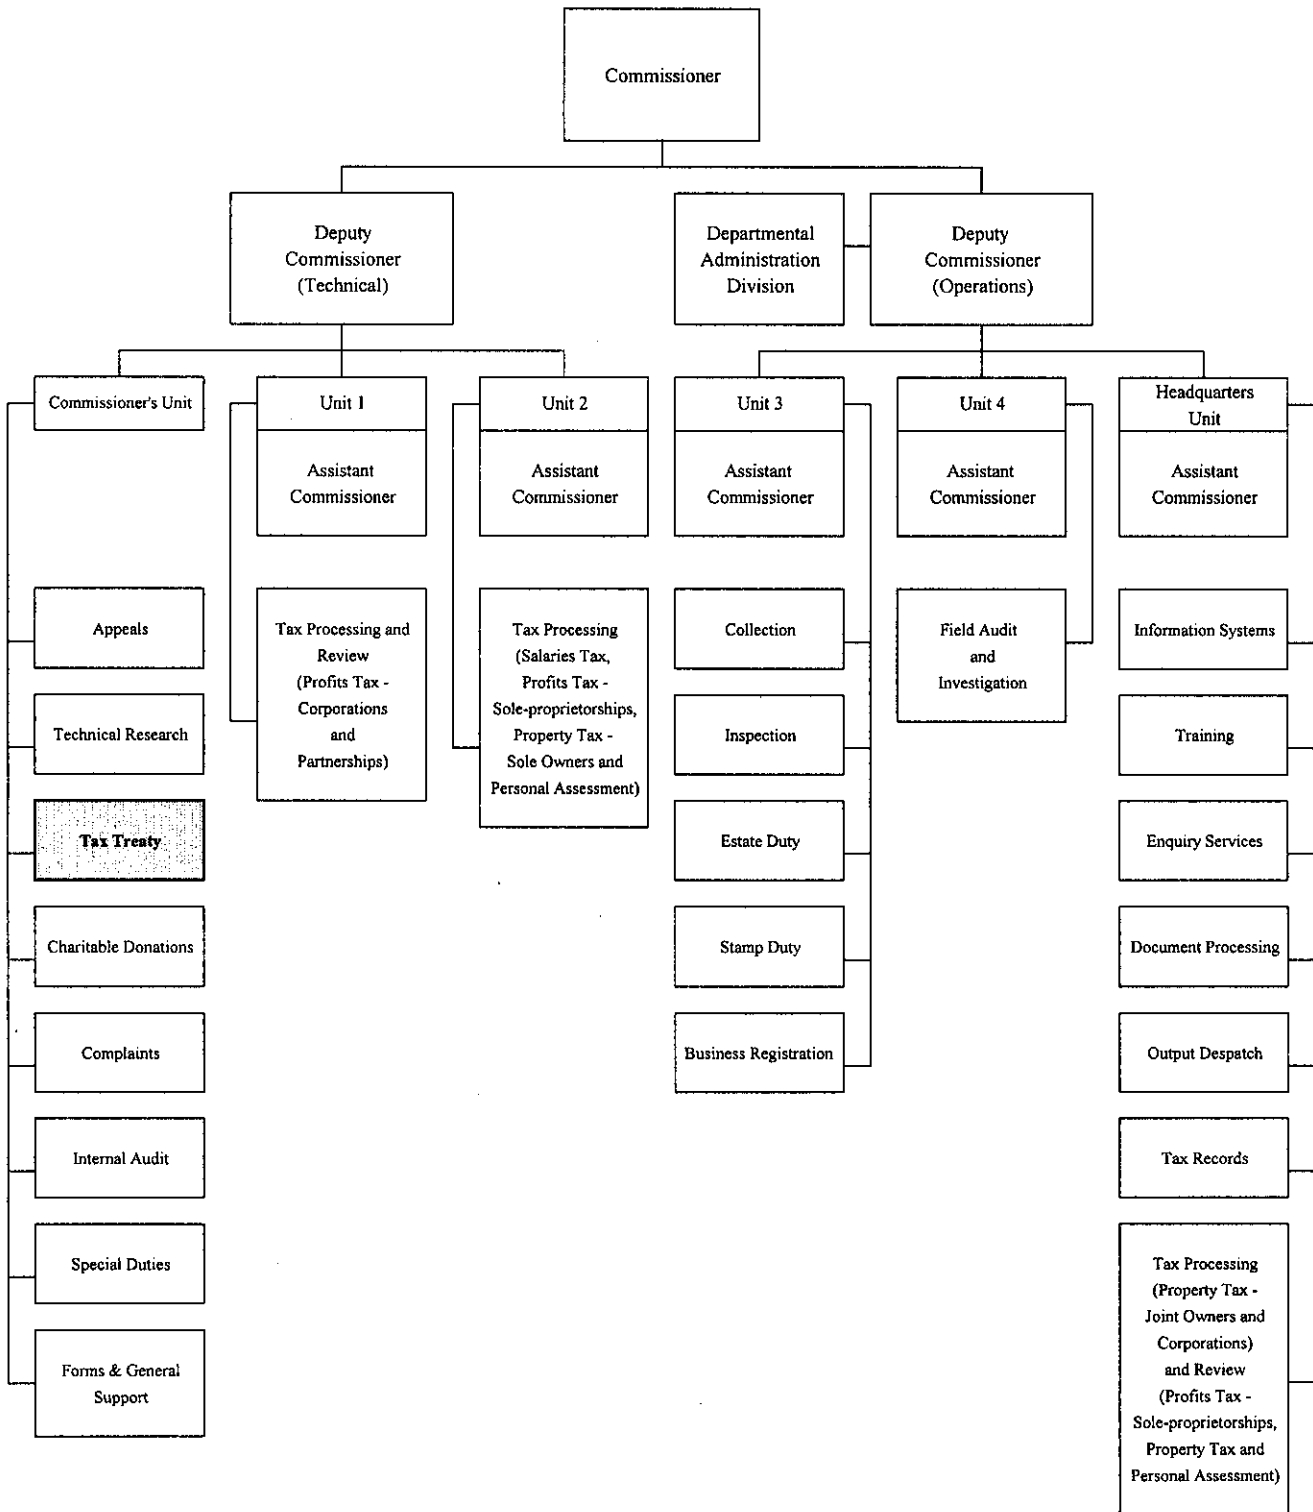 Commissioner
Deputy
Commissioner
(Technical)
Departmental
Administration
Division
Deputy
Commissioner
(Operations)
Commissioner's Unit
Unit 1
Assistant
Commissioner
Unit 2
Assistant
Commissioner
Unit 3
Assistant
Commissioner
Unit 4
Assistant
Commissioner
Headquarters
Unit
Assistant
Commissioner
Appeals
Technical Research
Tax Treaty
Charitable Donations
Complaints
Internal Audit
Special Duties
Forms & General
Support
Tax Processing and
Review
(Profits Tax -
Corporations
and
Partnerships)
Tax Processing
(Salaries Tax,
Profits Tax -
Sole-proprietorships,
Property Tax -
Sole Owners and
Personal Assessment)
Collection
Inspection
Estate Duty
Stamp Duty
Business Registration
Field Audit
and
Investigation
Information Systems
Training
Enquiry Services
Document Processing
Output Despatch
Tax Records
Tax Processing
(Property Tax -
Joint Owners and
Corporations)
and Review
(Profits Tax -
Sole-proprietorships,
Property Tax and
Personal Assessment)